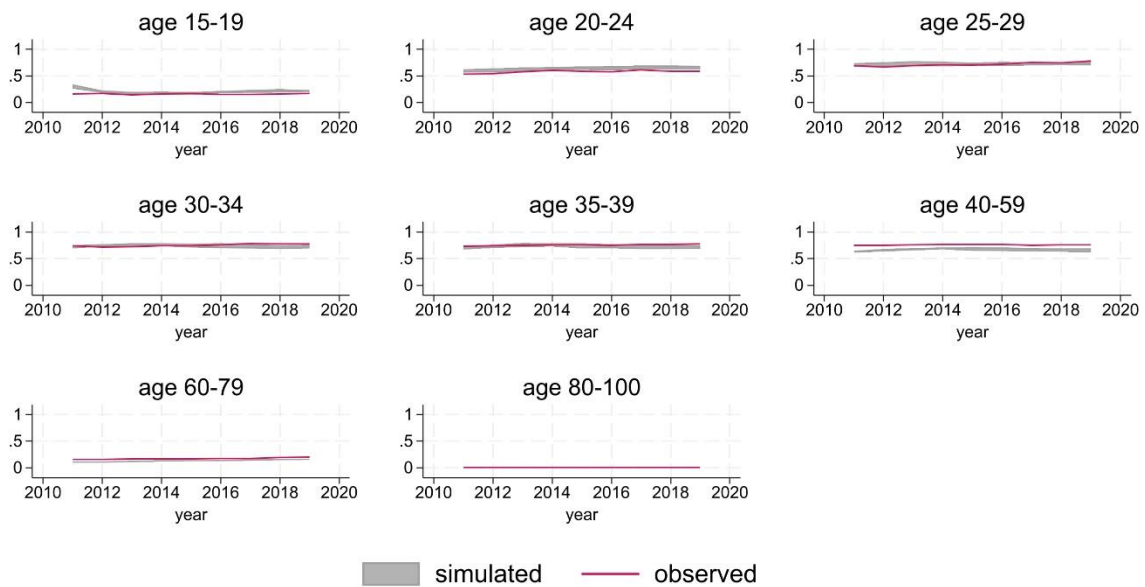 age 15-19 age 20-24 age 25-29
1 1 1
.5 .5 .5
0 0 0
2010 2012 2014 2016 2018 2020 2010 2012 2014 2016 2018 2020 2010 2012 2014 2016 2018 2020
year year year
age 30-34 age 35-39 age 40-59
1 1 1
.5 .5 .5
0 0 0
2010 2012 2014 2016 2018 2020 2010 2012 2014 2016 2018 2020 2010 2012 2014 2016 2018 2020
year year year
age 60-79 age 80-100
1 1
.5 .5
0 0
2010 2012 2014 2016 2018 2020 2010 2012 2014 2016 2018 2020
year year
simulated observed